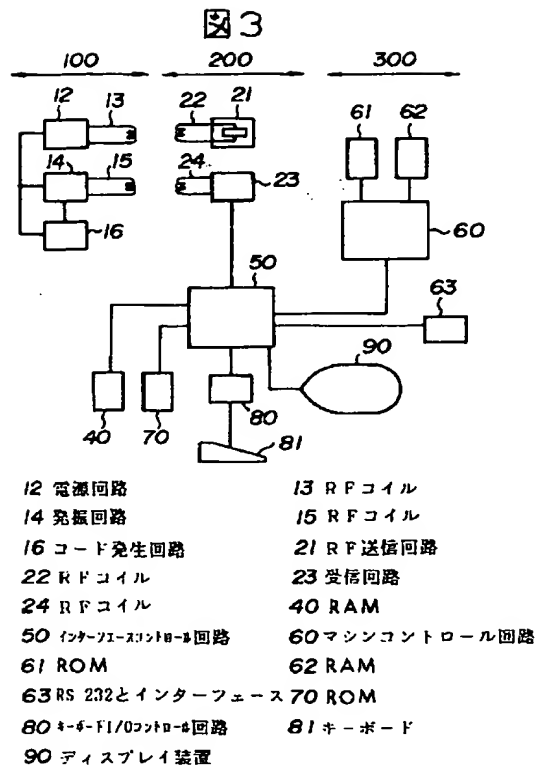 図3
100 200 300
12 13 22 21 61 62
14 15 24 23
16 60
50 63
90
40 70 80
81
12 電源回路 13 RFコイル
14 発振回路 15 RFコイル
16 コード発生回路 21 RF送信回路
22 RFコイル 23 受信回路
24 RFコイル 40 RAM
50 インターフエースコントロール回路 60 マシンコントロール回路
61 ROM 62 RAM
63 RS 232とインターフェース 70 ROM
80 キーボードI/Oコントロール回路 81 キーボード
90 ディスプレイ装置